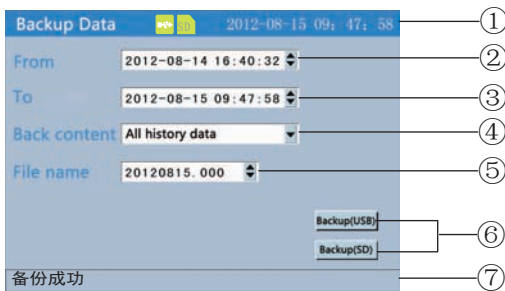 Backup Data SD 2012-08-15 09: 47: 58 ①
From 2012-08-14 16:40:32 ②
To 2012-08-15 09:47:58 ③
Back content All history data ④
File name 20120815.000 ⑤
Backup(USB)
Backup(SD) ⑥
备份成功 ⑦